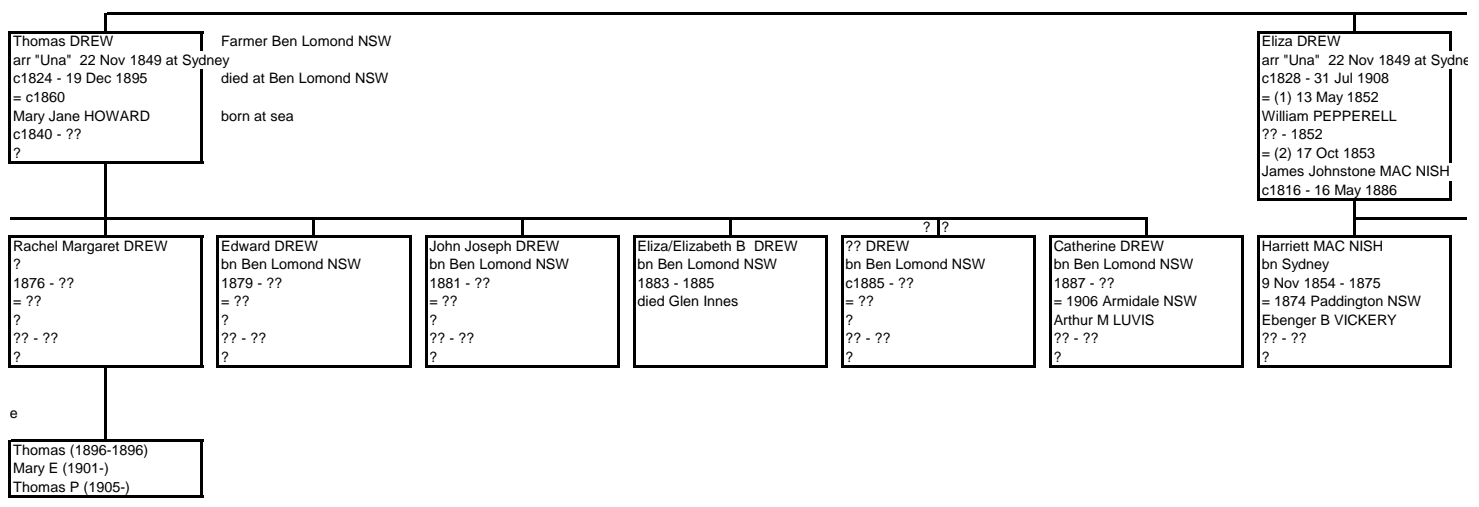 Thomas DREW
arr "Una"  22 Nov 1849 at Sydney
c1824 - 19 Dec 1895
= c1860
Mary Jane HOWARD
c1840 - ??
?
Farmer Ben Lomond NSW
died at Ben Lomond NSW
born at sea
Eliza DREW
arr "Una"  22 Nov 1849 at Sydne
c1828 - 31 Jul 1908
= (1) 13 May 1852
William PEPPERELL
?? - 1852
= (2) 17 Oct 1853
James Johnstone MAC NISH
c1816 - 16 May 1886
Rachel Margaret DREW
?
1876 - ??
= ??
?
?? - ??
?
Edward DREW
bn Ben Lomond NSW
1879 - ??
= ??
?
?? - ??
?
John Joseph DREW
bn Ben Lomond NSW
1881 - ??
= ??
?
?? - ??
?
Eliza/Elizabeth B  DREW
bn Ben Lomond NSW
1883 - 1885
died Glen Innes
? ?
?? DREW
bn Ben Lomond NSW
c1885 - ??
= ??
?
?? - ??
?
Catherine DREW
bn Ben Lomond NSW
1887 - ??
= 1906 Armidale NSW
Arthur M LUVIS
?? - ??
?
Harriett MAC NISH
bn Sydney
9 Nov 1854 - 1875
= 1874 Paddington NSW
Ebenger B VICKERY
?? - ??
?
e
Thomas (1896-1896)
Mary E (1901-)
Thomas P (1905-)